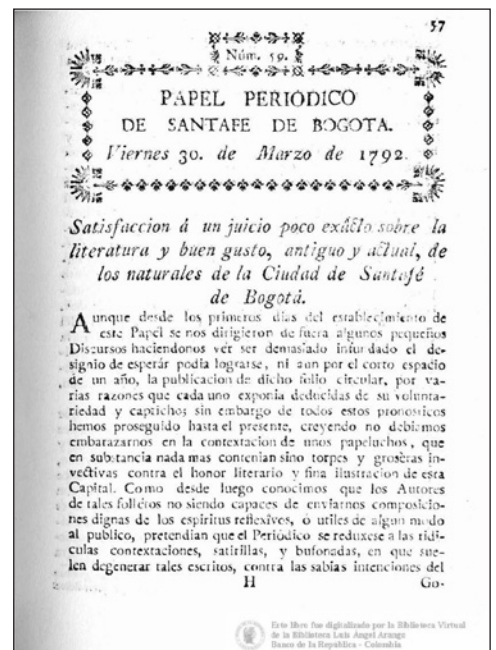 57
Núm. 59.
PAPEL PERIÓDICO
DE SANTAFE DE BOGOTA.
Viernes 30. de Marzo de 1792.
Satisfaccion á un juicio poco exácto sobre la
literatura y buen gusto, antiguo y actual, de
los naturales de la Ciudad de Santafé
de Bogotá.
Aunque desde los primeros dias del establecimiento de
este Papel se nos dirigieron de fuera algunos pequeños
Discursos haciendonos vér ser demasiado infundado el de-
signio de esperár podia lograrse, ni aun por el corto espacio
de un año, la publicacion de dicho folio circular, por va-
rias razones que cada uno exponia deducidas de su volunta-
riedad y capricho; sin embargo de todos estos pronosticos
hemos proseguido hasta el presente, creyendo no debiamos
embarazarnos en la contextacion de unos papeluchos, que
en substancia nada mas contenian sino torpes y groseras in-
vectivas contra el honor literario y fina ilustracion de esta
Capital. Como desde luego conocimos que los Autores
de tales folletos no siendo capaces de enviarnos composicio-
nes dignas de los espiritus reflexîvos, ó utiles de algun modo
al publico, pretendian que el Periódico se reduxese a las ridi-
culas contextaciones, satirillas, y bufonadas, en que sue-
len degenerar tales escritos, contra las sabias intenciones del
H
Go-
Este libro fue digitalizado por la Biblioteca Virtual
de la Biblioteca Luis Ángel Arango
Banco de la República - Colombia